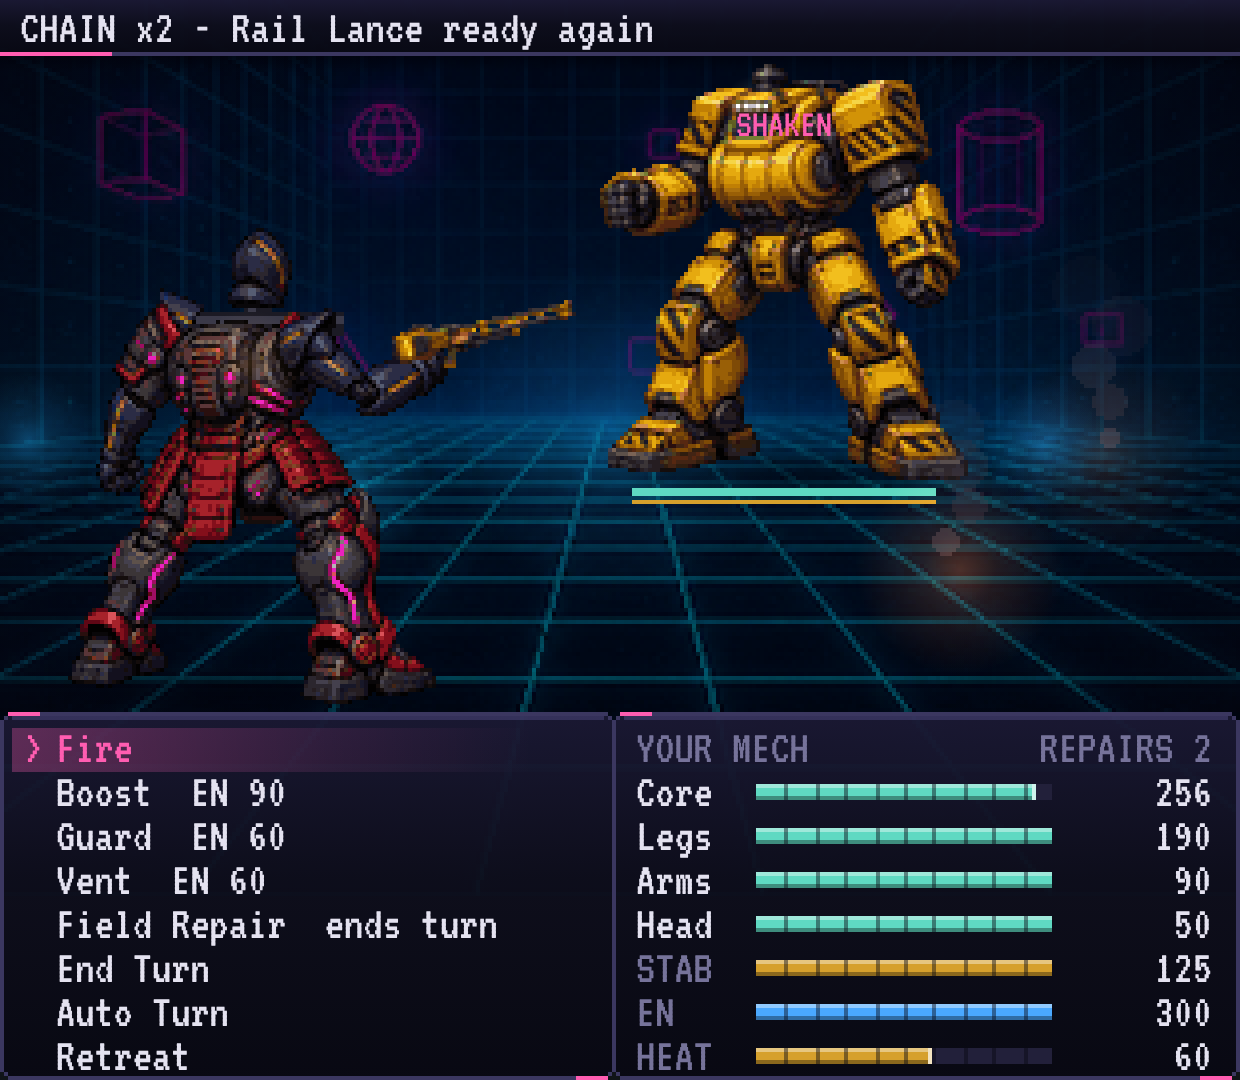 CHAIN x2 - Rail Lance ready again
SHAKEN
> Fire
Boost EN 90
Guard EN 60
Vent EN 60
Field Repair ends turn
End Turn
Auto Turn
Retreat
YOUR MECH REPAIRS 2
Core 256
Legs 190
Arms 90
Head 50
STAB 125
EN 300
HEAT 60